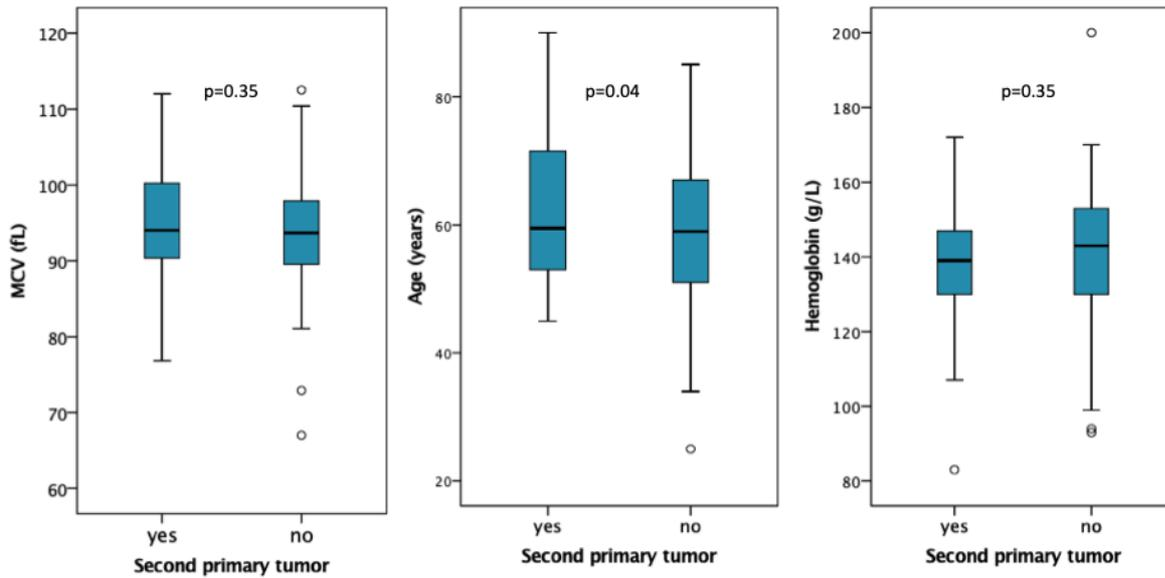 MCV (fL)
120
110
100
90
80
70
60
p=0.35
yes
no
Second primary tumor
Age (years)
80
60
40
20
p=0.04
yes
no
Second primary tumor
Hemoglobin (g/L)
200
180
160
140
120
100
80
p=0.35
yes
no
Second primary tumor